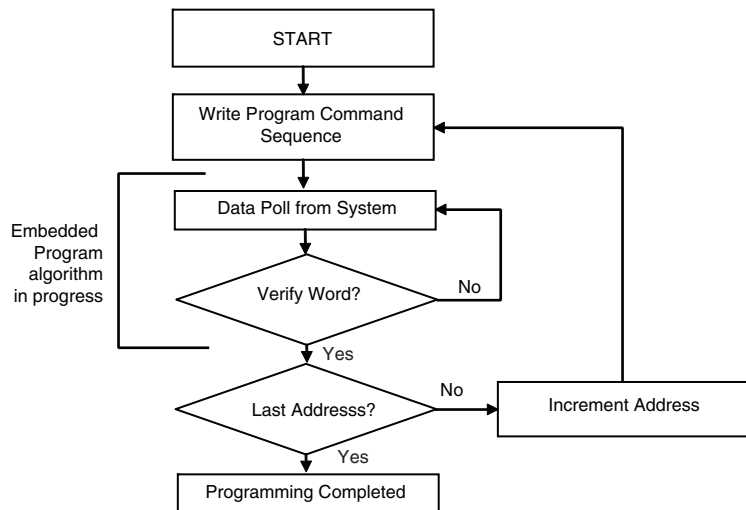 START
Write Program Command
Sequence
Data Poll from System
Embedded
Program
algorithm
in progress
Verify Word?
No
Yes
Last Addresss?
No
Increment Address
Yes
Programming Completed